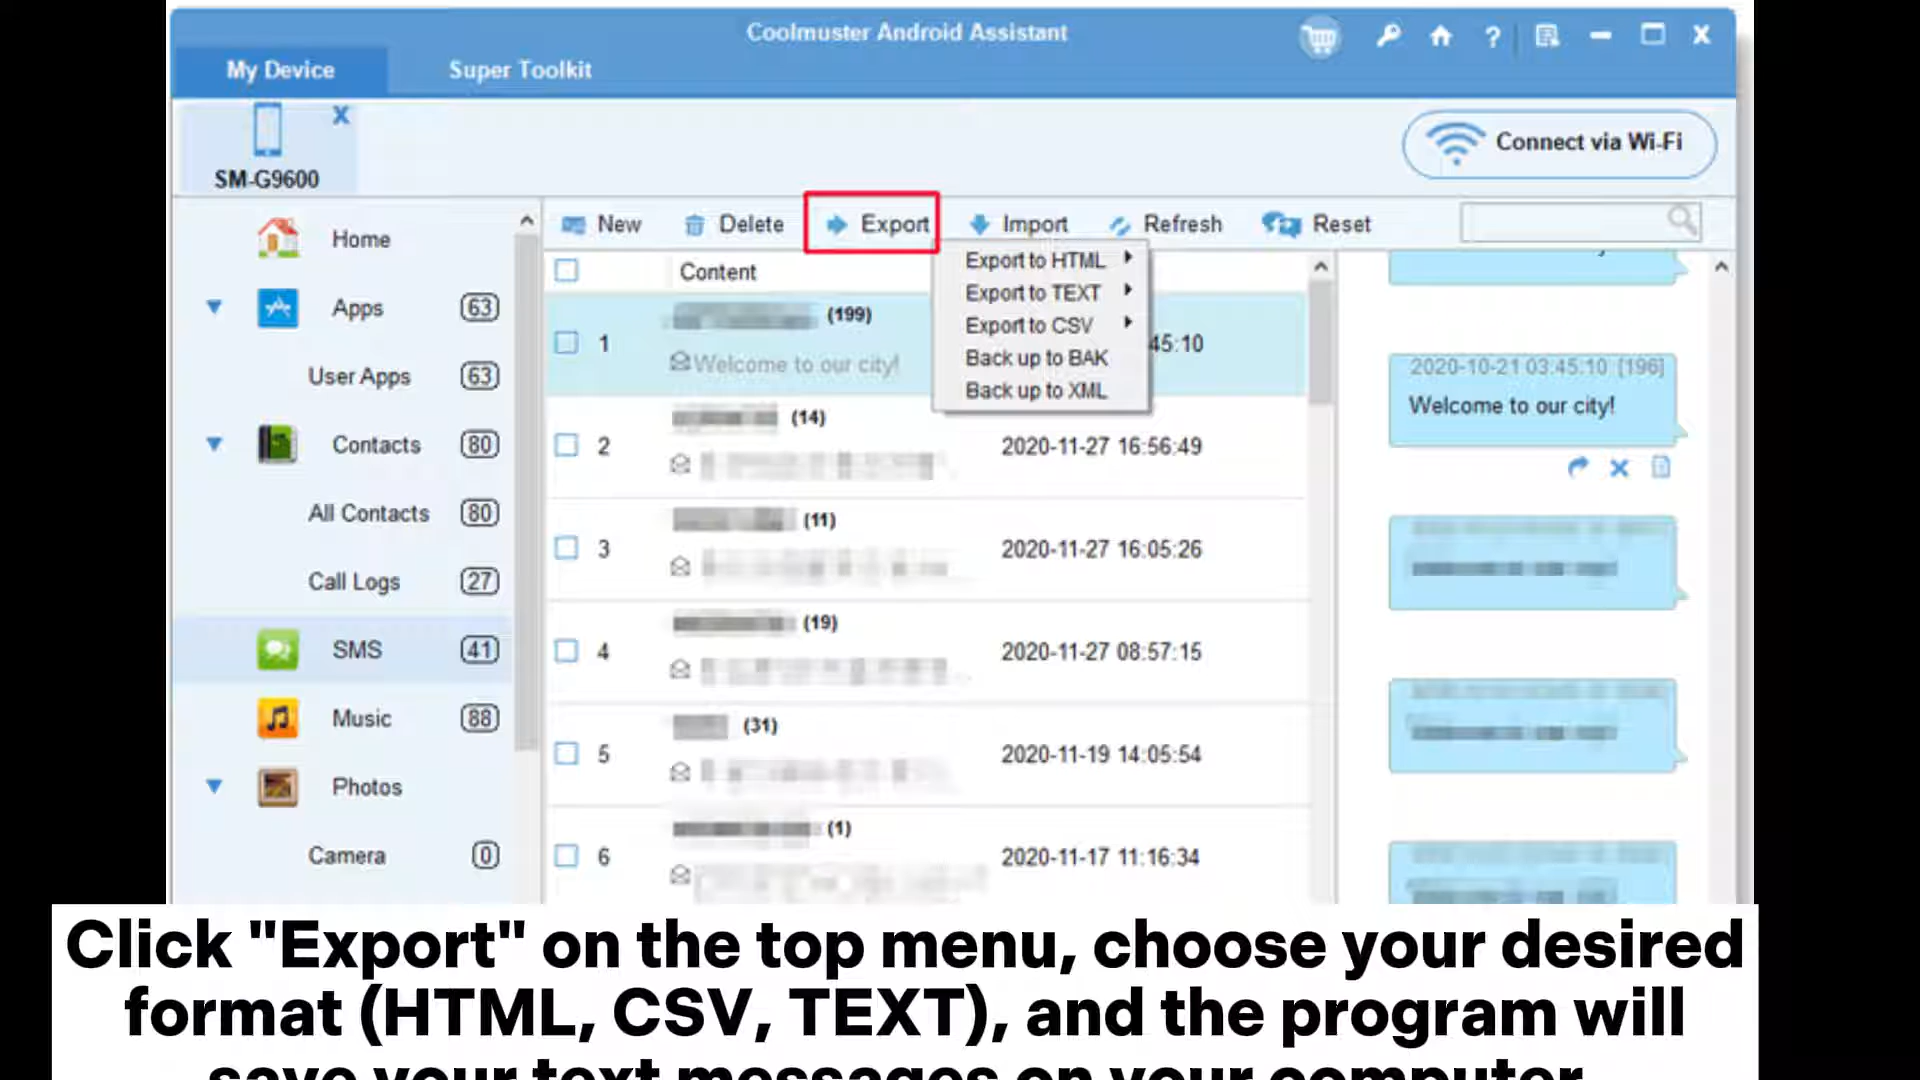 Coolmuster Android Assistant
My Device
Super Toolkit
SM-G9600
Connect via Wi-Fi
New
Delete
Export
Import
Refresh
Reset
Home
Apps 63
User Apps 63
Contacts 80
All Contacts 80
Call Logs 27
SMS 41
Music 88
Photos
Camera 0
Content
1
(199)
45:10
Welcome to our city!
Export to HTML
Export to TEXT
Export to CSV
Back up to BAK
Back up to XML
2
(14)
2020-11-27 16:56:49
3
(11)
2020-11-27 16:05:26
4
(19)
2020-11-27 08:57:15
5
(31)
2020-11-19 14:05:54
6
(1)
2020-11-17 11:16:34
2020-10-21 03:45:10 [196]
Welcome to our city!
Click "Export" on the top menu, choose your desired
format (HTML, CSV, TEXT), and the program will
save your text messages on your computer